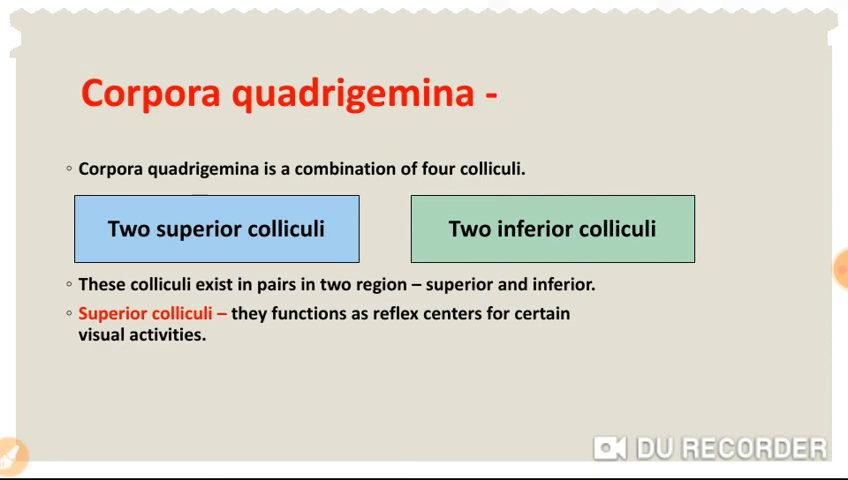 Corpora quadrigemina -
◦ Corpora quadrigemina is a combination of four colliculi.
Two superior colliculi
Two inferior colliculi
◦ These colliculi exist in pairs in two region – superior and inferior.
◦ Superior colliculi – they functions as reflex centers for certain
visual activities.
DU RECORDER